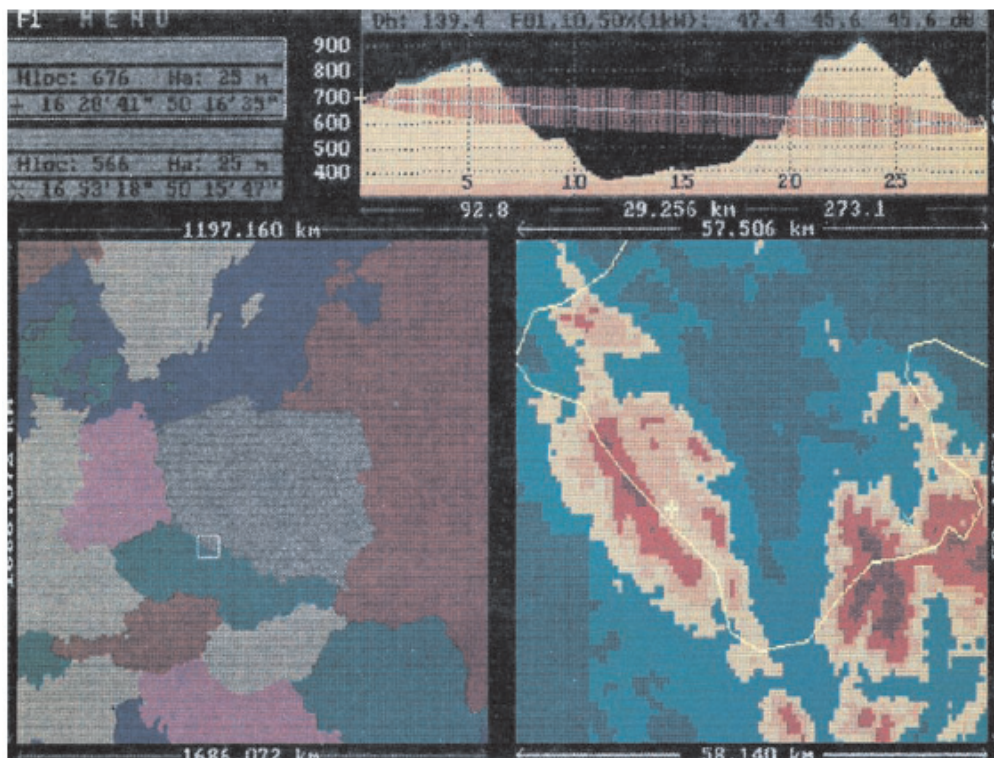 F1 - MENU
Dh: 139.4 F01,10,50%(1kW): 47.4 45.6 45.6 dB
Hloc: 676 Ha: 25 m
+ 16 28'41" 50 16'35"
Hloc: 566 Ha: 25 m
× 16 53'18" 50 15'47"
900
800
700
600
500
400
5 10 15 20 25
92.8 29.256 km 273.1
1197.160 km
57.506 km
1686.072 km
58.140 km